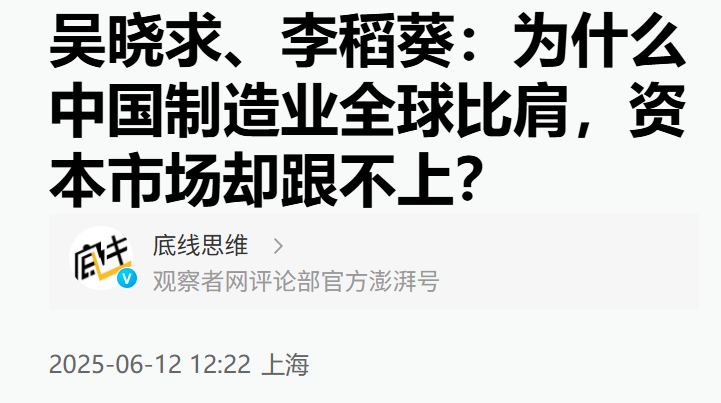 吴晓求、李稻葵：为什么
中国制造业全球比肩，资
本市场却跟不上？
底线思维
观察者网评论部官方澎湃号
2025-06-12 12:22 上海